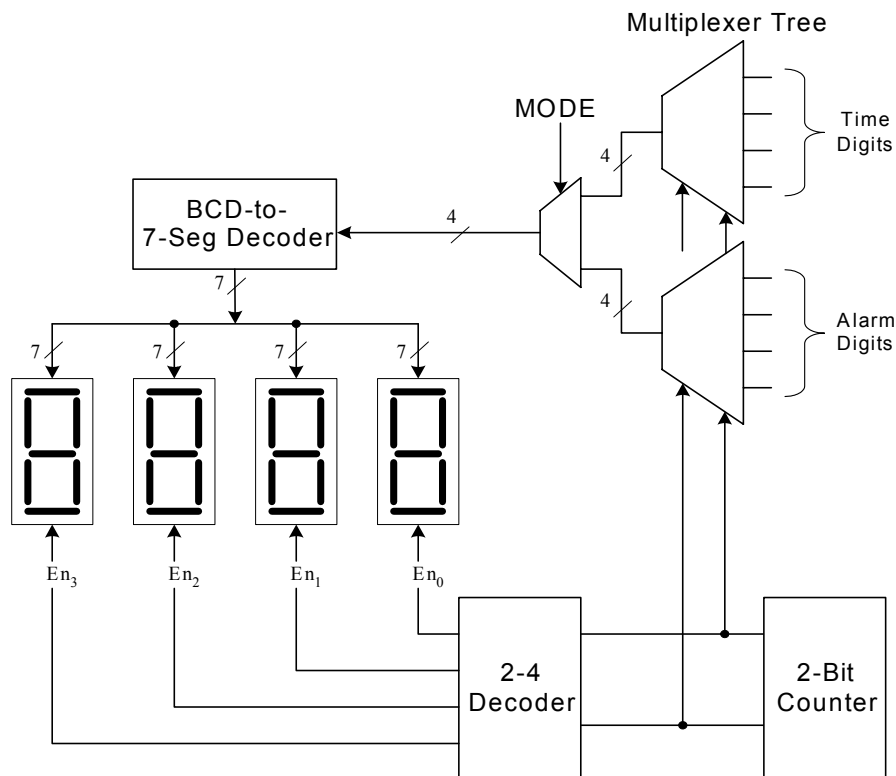 Multiplexer Tree
MODE
Time
Digits
4
BCD-to-
7-Seg Decoder
4
7
4
Alarm
Digits
7
7
7
7
En3
En2
En1
En0
2-4
Decoder
2-Bit
Counter